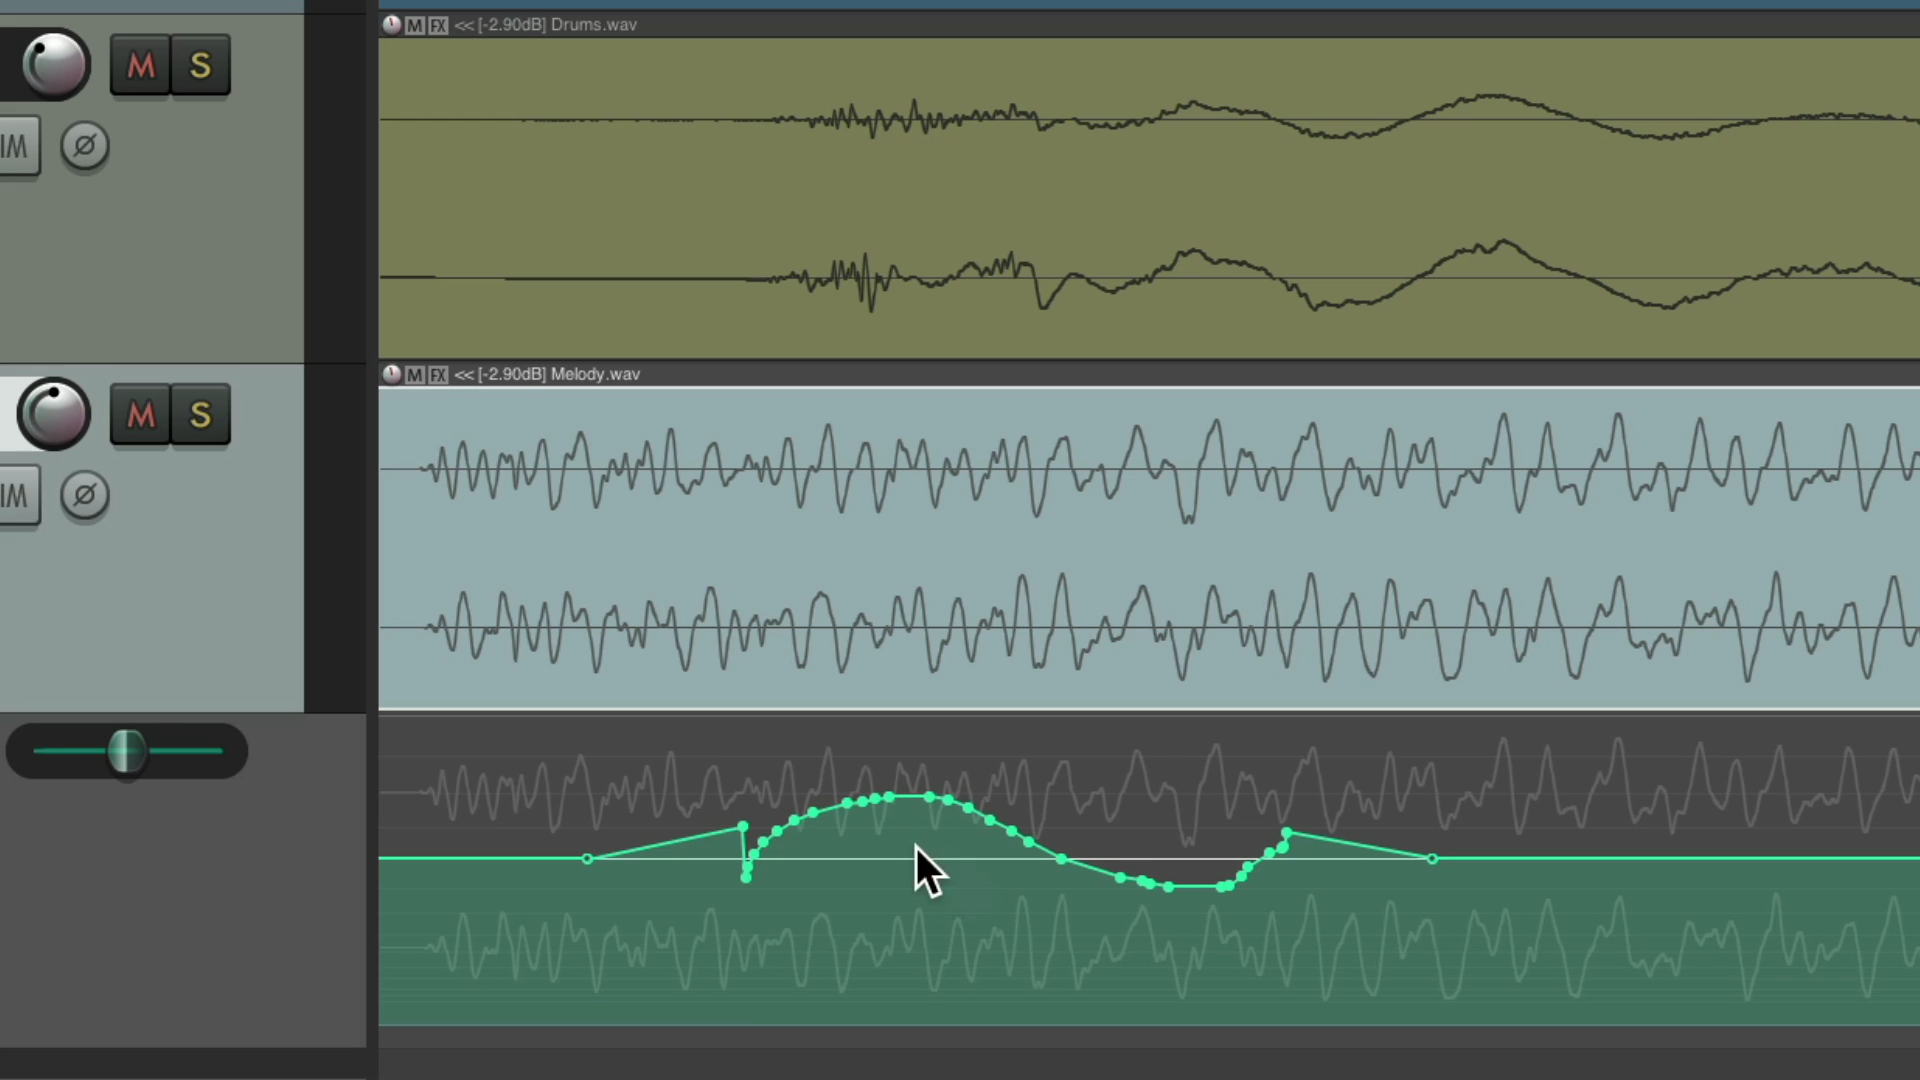 M FX << [-2.90dB] Drums.wav
M S
IM Ø
M FX << [-2.90dB] Melody.wav
M S
IM Ø